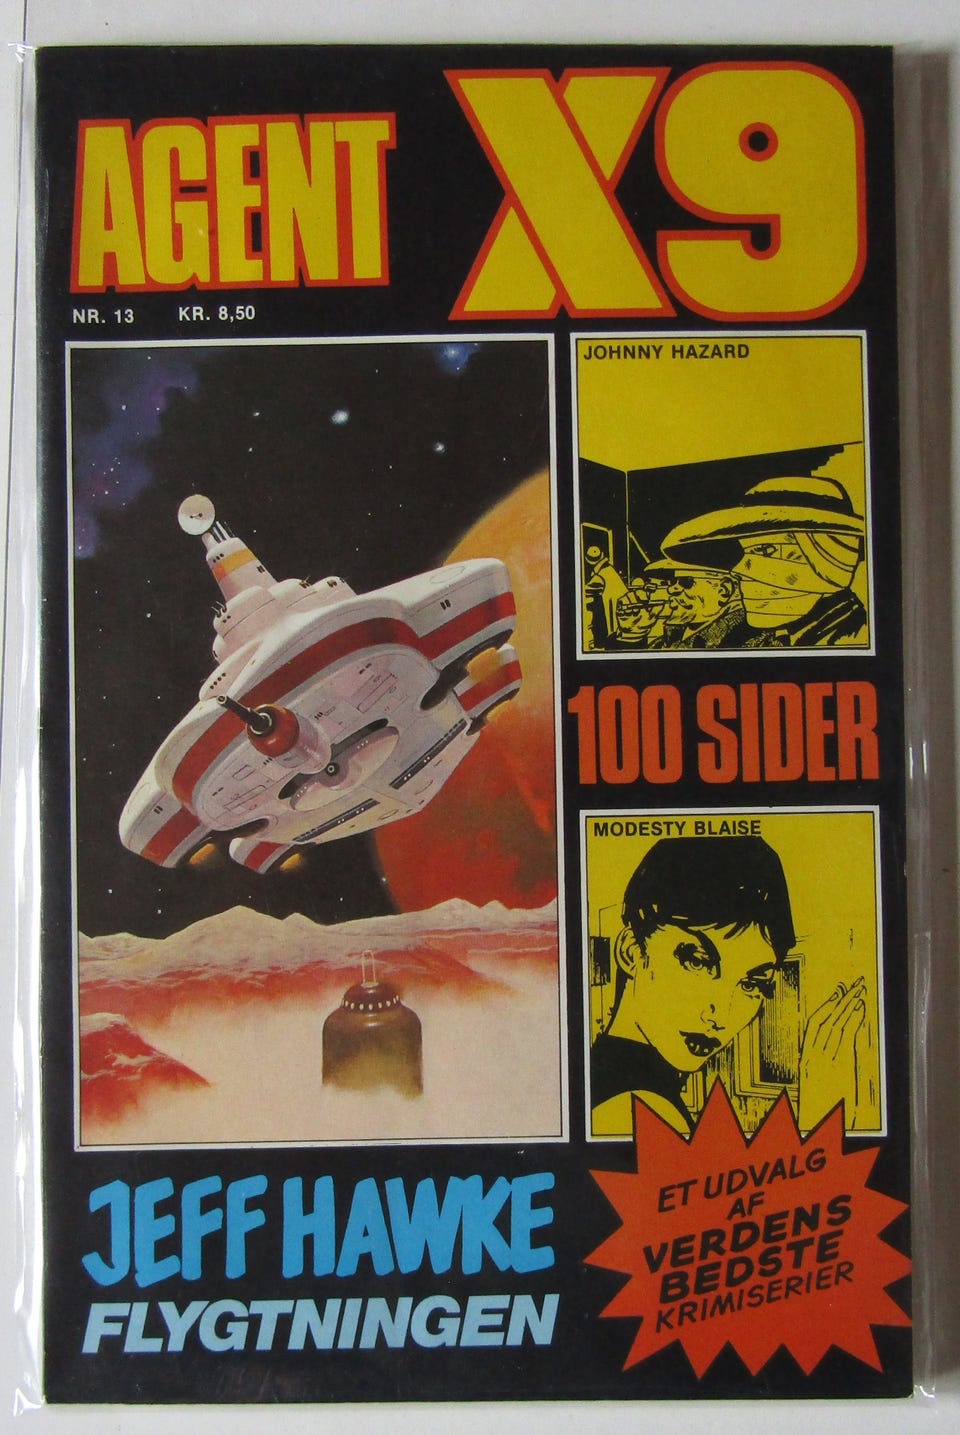 AGENT X9
NR. 13 KR. 8,50
JOHNNY HAZARD
100 SIDER
MODESTY BLAISE
JEFF HAWKE
FLYGTNINGEN
ET UDVALG
AF
VERDENS
BEDSTE
KRIMISERIER